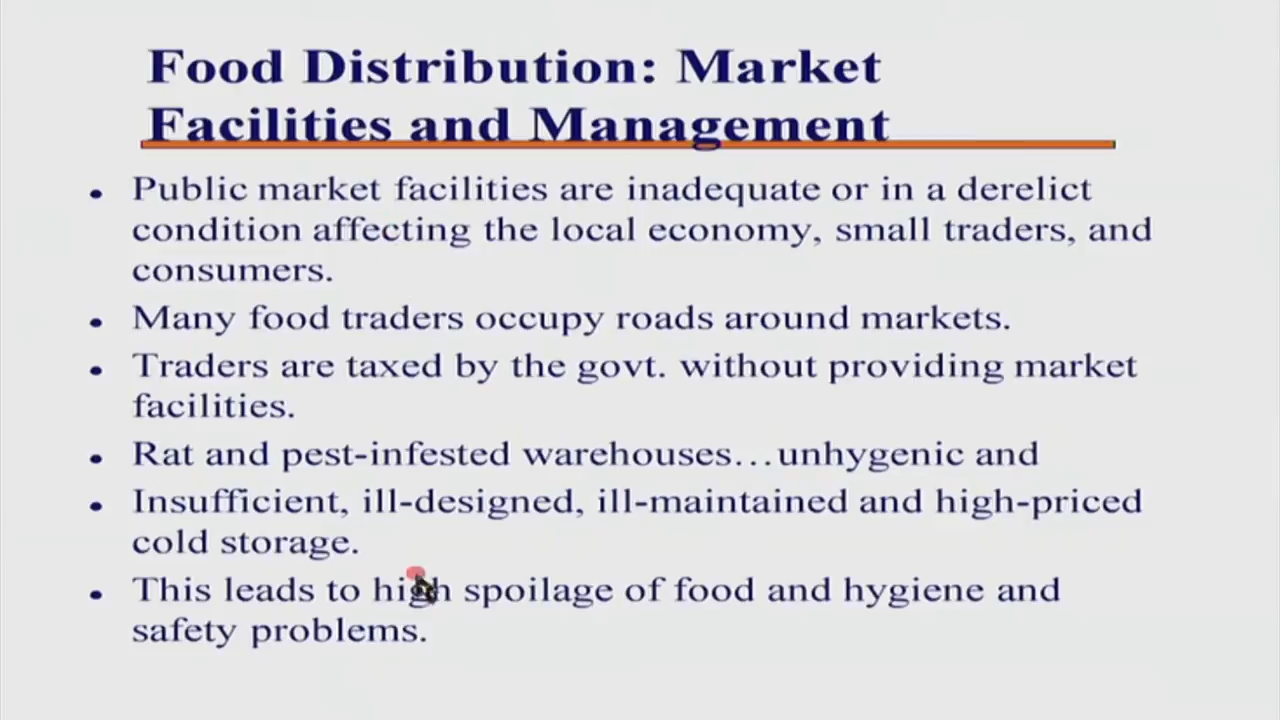 Food Distribution: Market
Facilities and Management
• Public market facilities are inadequate or in a derelict
condition affecting the local economy, small traders, and
consumers.
• Many food traders occupy roads around markets.
• Traders are taxed by the govt. without providing market
facilities.
• Rat and pest-infested warehouses…unhygenic and
• Insufficient, ill-designed, ill-maintained and high-priced
cold storage.
• This leads to high spoilage of food and hygiene and
safety problems.